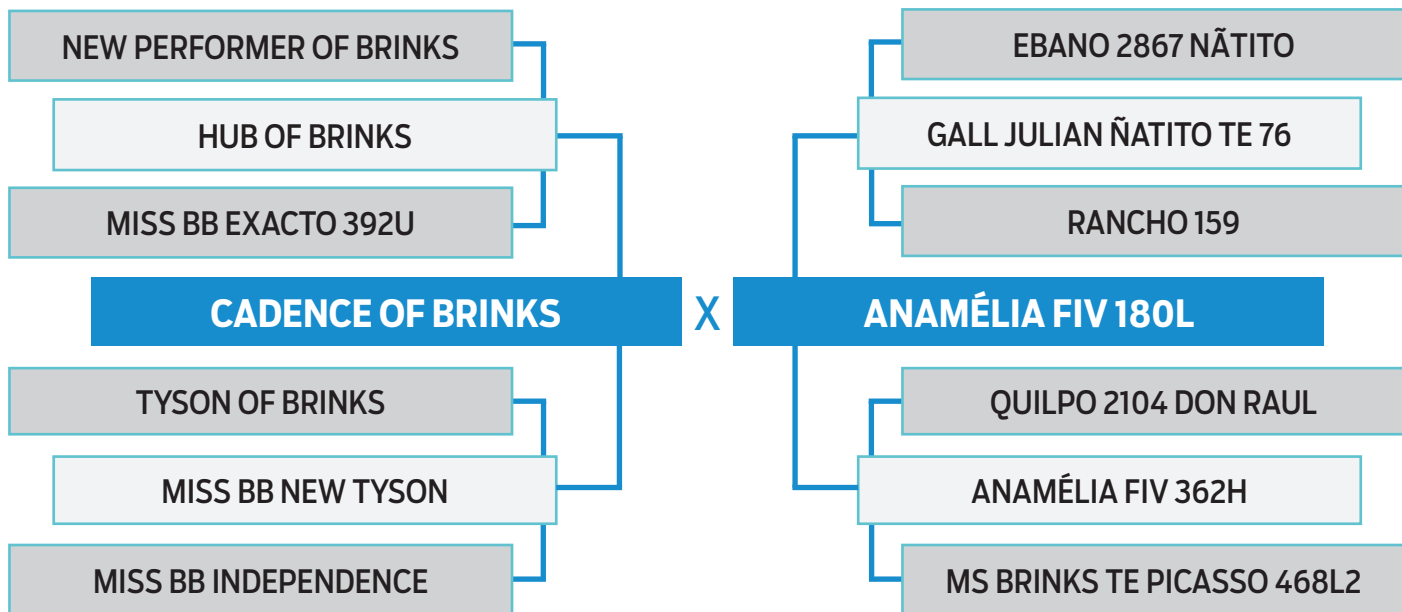 NEW PERFORMER OF BRINKS
HUB OF BRINKS
MISS BB EXACTO 392U
CADENCE OF BRINKS
TYSON OF BRINKS
MISS BB NEW TYSON
MISS BB INDEPENDENCE
X
EBANO 2867 NÃTITO
GALL JULIAN ÑATITO TE 76
RANCHO 159
ANAMÉLIA FIV 180L
QUILPO 2104 DON RAUL
ANAMÉLIA FIV 362H
MS BRINKS TE PICASSO 468L2